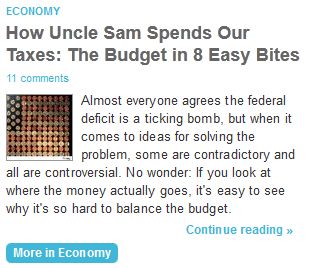 ECONOMY
How Uncle Sam Spends Our
Taxes: The Budget in 8 Easy Bites
11 comments
Almost everyone agrees the federal
deficit is a ticking bomb, but when it
comes to ideas for solving the
problem, some are contradictory and
all are controversial. No wonder: If you look at
where the money actually goes, it's easy to see
why it's so hard to balance the budget.
Continue reading »
More in Economy